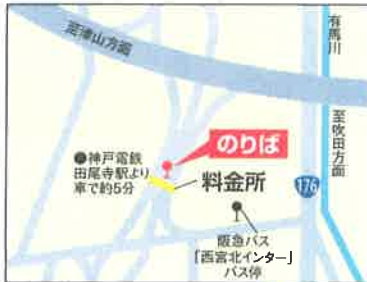 至津山方面
有馬川
至吹田方面
のりば
●神戸電鉄
田尾寺駅より
車で約5分
料金所
176
阪急バス
「西宮北インター」
バス停